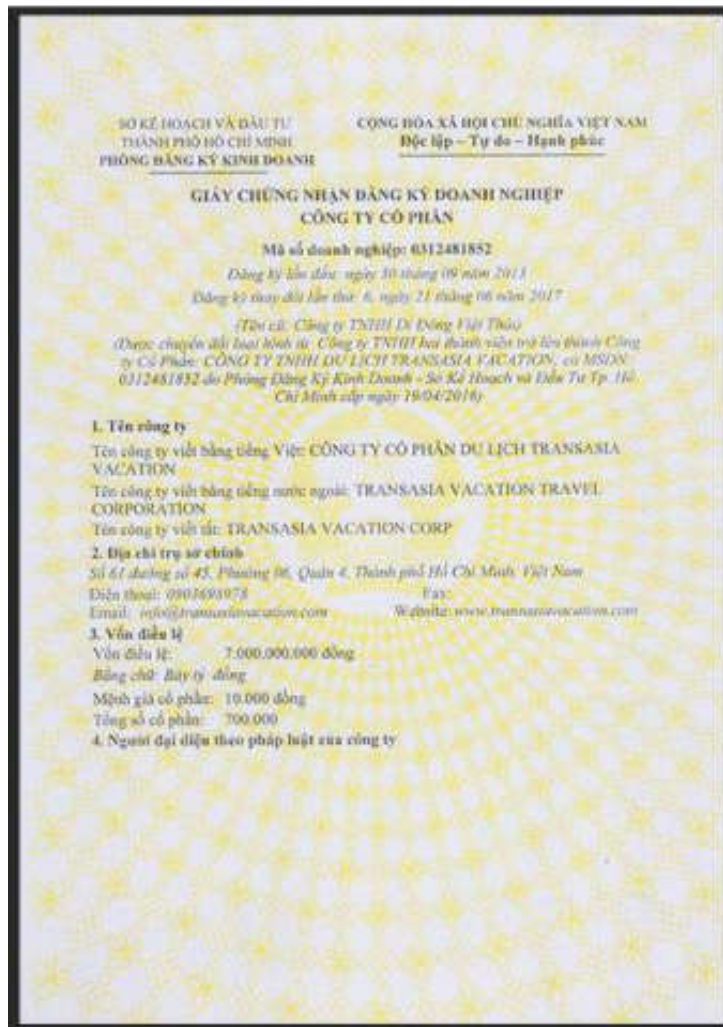 SỞ KẾ HOẠCH VÀ ĐẦU TƯ
THÀNH PHỐ HỒ CHÍ MINH
PHÒNG ĐĂNG KÝ KINH DOANH
CỘNG HÒA XÃ HỘI CHỦ NGHĨA VIỆT NAM
Độc lập – Tự do – Hạnh phúc
GIẤY CHỨNG NHẬN ĐĂNG KÝ DOANH NGHIỆP
CÔNG TY CỔ PHẦN
Mã số doanh nghiệp: 0312481852
Đăng ký lần đầu: ngày 30 tháng 09 năm 2013
Đăng ký thay đổi lần thứ: 6, ngày 21 tháng 06 năm 2017
(Tên cũ: Công ty TNHH Di Động Việt Thủy)
(Được chuyển đổi loại hình từ: Công ty TNHH hai thành viên trở lên thành Công
ty Cổ Phần: CÔNG TY TNHH DU LỊCH TRANSASIA VACATION, có MSDN:
0312481852 do Phòng Đăng Ký Kinh Doanh - Sở Kế Hoạch và Đầu Tư Tp. Hồ
Chí Minh cấp ngày 19/04/2016)
1. Tên công ty
Tên công ty viết bằng tiếng Việt: CÔNG TY CỔ PHẦN DU LỊCH TRANSASIA
VACATION
Tên công ty viết bằng tiếng nước ngoài: TRANSASIA VACATION TRAVEL
CORPORATION
Tên công ty viết tắt: TRANSASIA VACATION CORP
2. Địa chỉ trụ sở chính
Số 61 đường số 45, Phường 06, Quận 4, Thành phố Hồ Chí Minh, Việt Nam
Điện thoại: 0903698978 Fax:
Email: info@transasiavacation.com Website: www.transasiavacation.com
3. Vốn điều lệ
Vốn điều lệ: 7.000.000.000 đồng
Bằng chữ: Bảy tỷ đồng
Mệnh giá cổ phần: 10.000 đồng
Tổng số cổ phần: 700.000
4. Người đại diện theo pháp luật của công ty